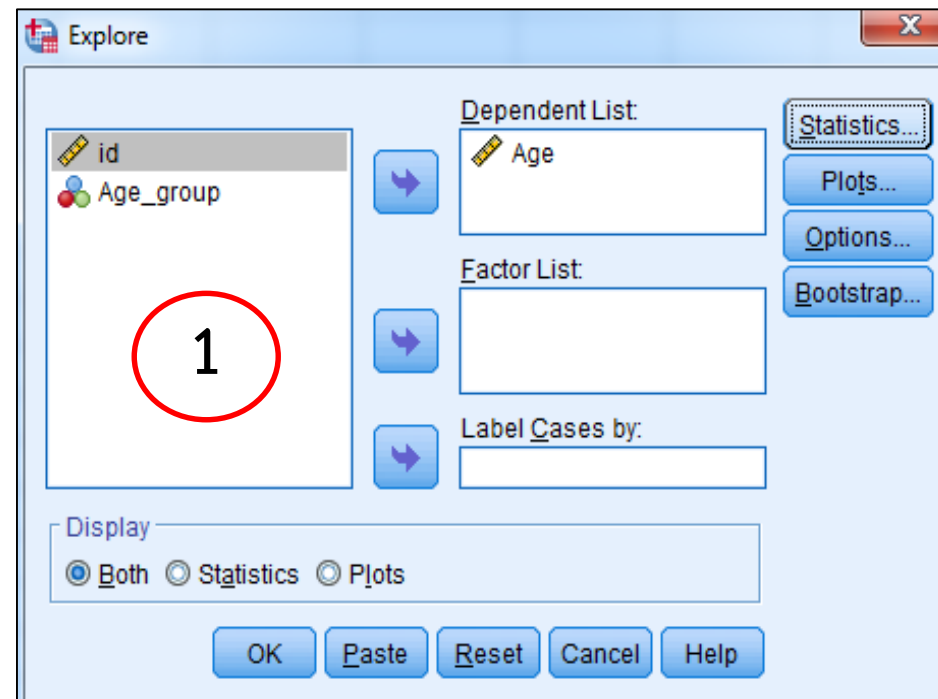 Explore
x
id
Age_group
1
Dependent List:
Age
Factor List:
Label Cases by:
Statistics...
Plots...
Options...
Bootstrap...
Display
Both Statistics Plots
OK Paste Reset Cancel Help